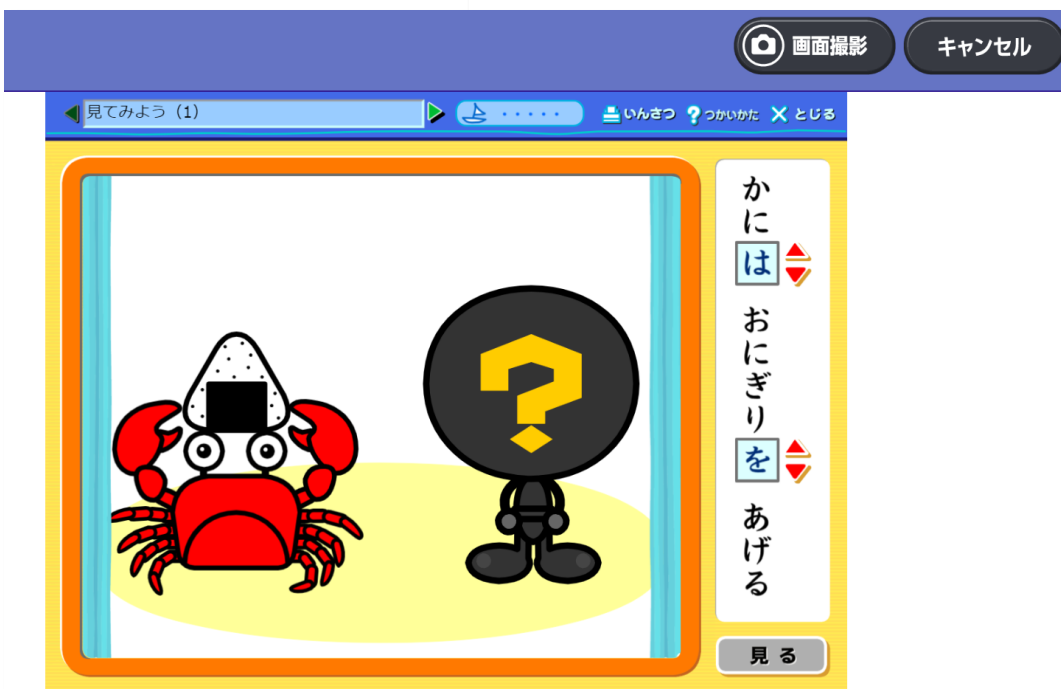 画面撮影
キャンセル
見てみよう（1）
いんさつ
?つかいかた
とじる
かにはおにぎりをあげる
?
見る